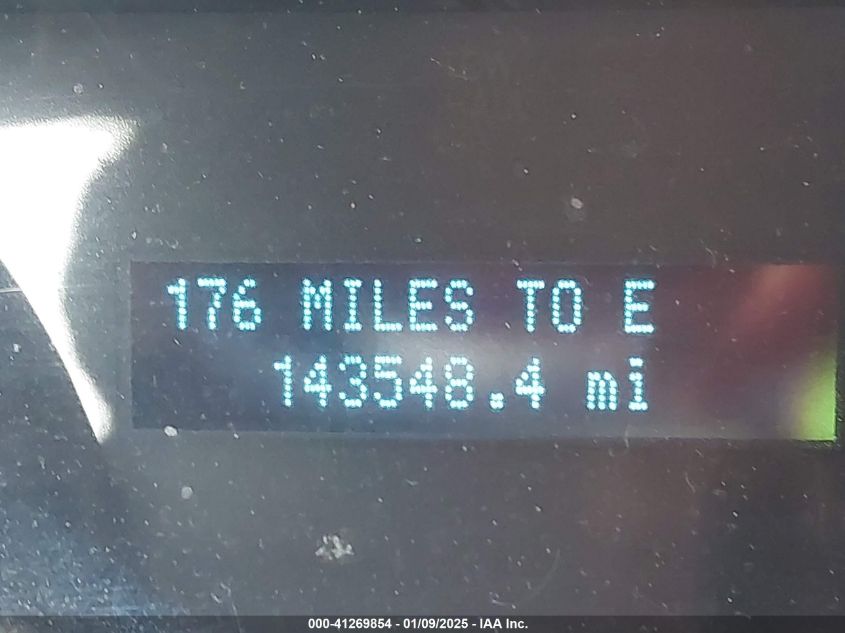 176 MILES TO E
143548.4 mi
000-41269854 - 01/09/2025 - IAA Inc.